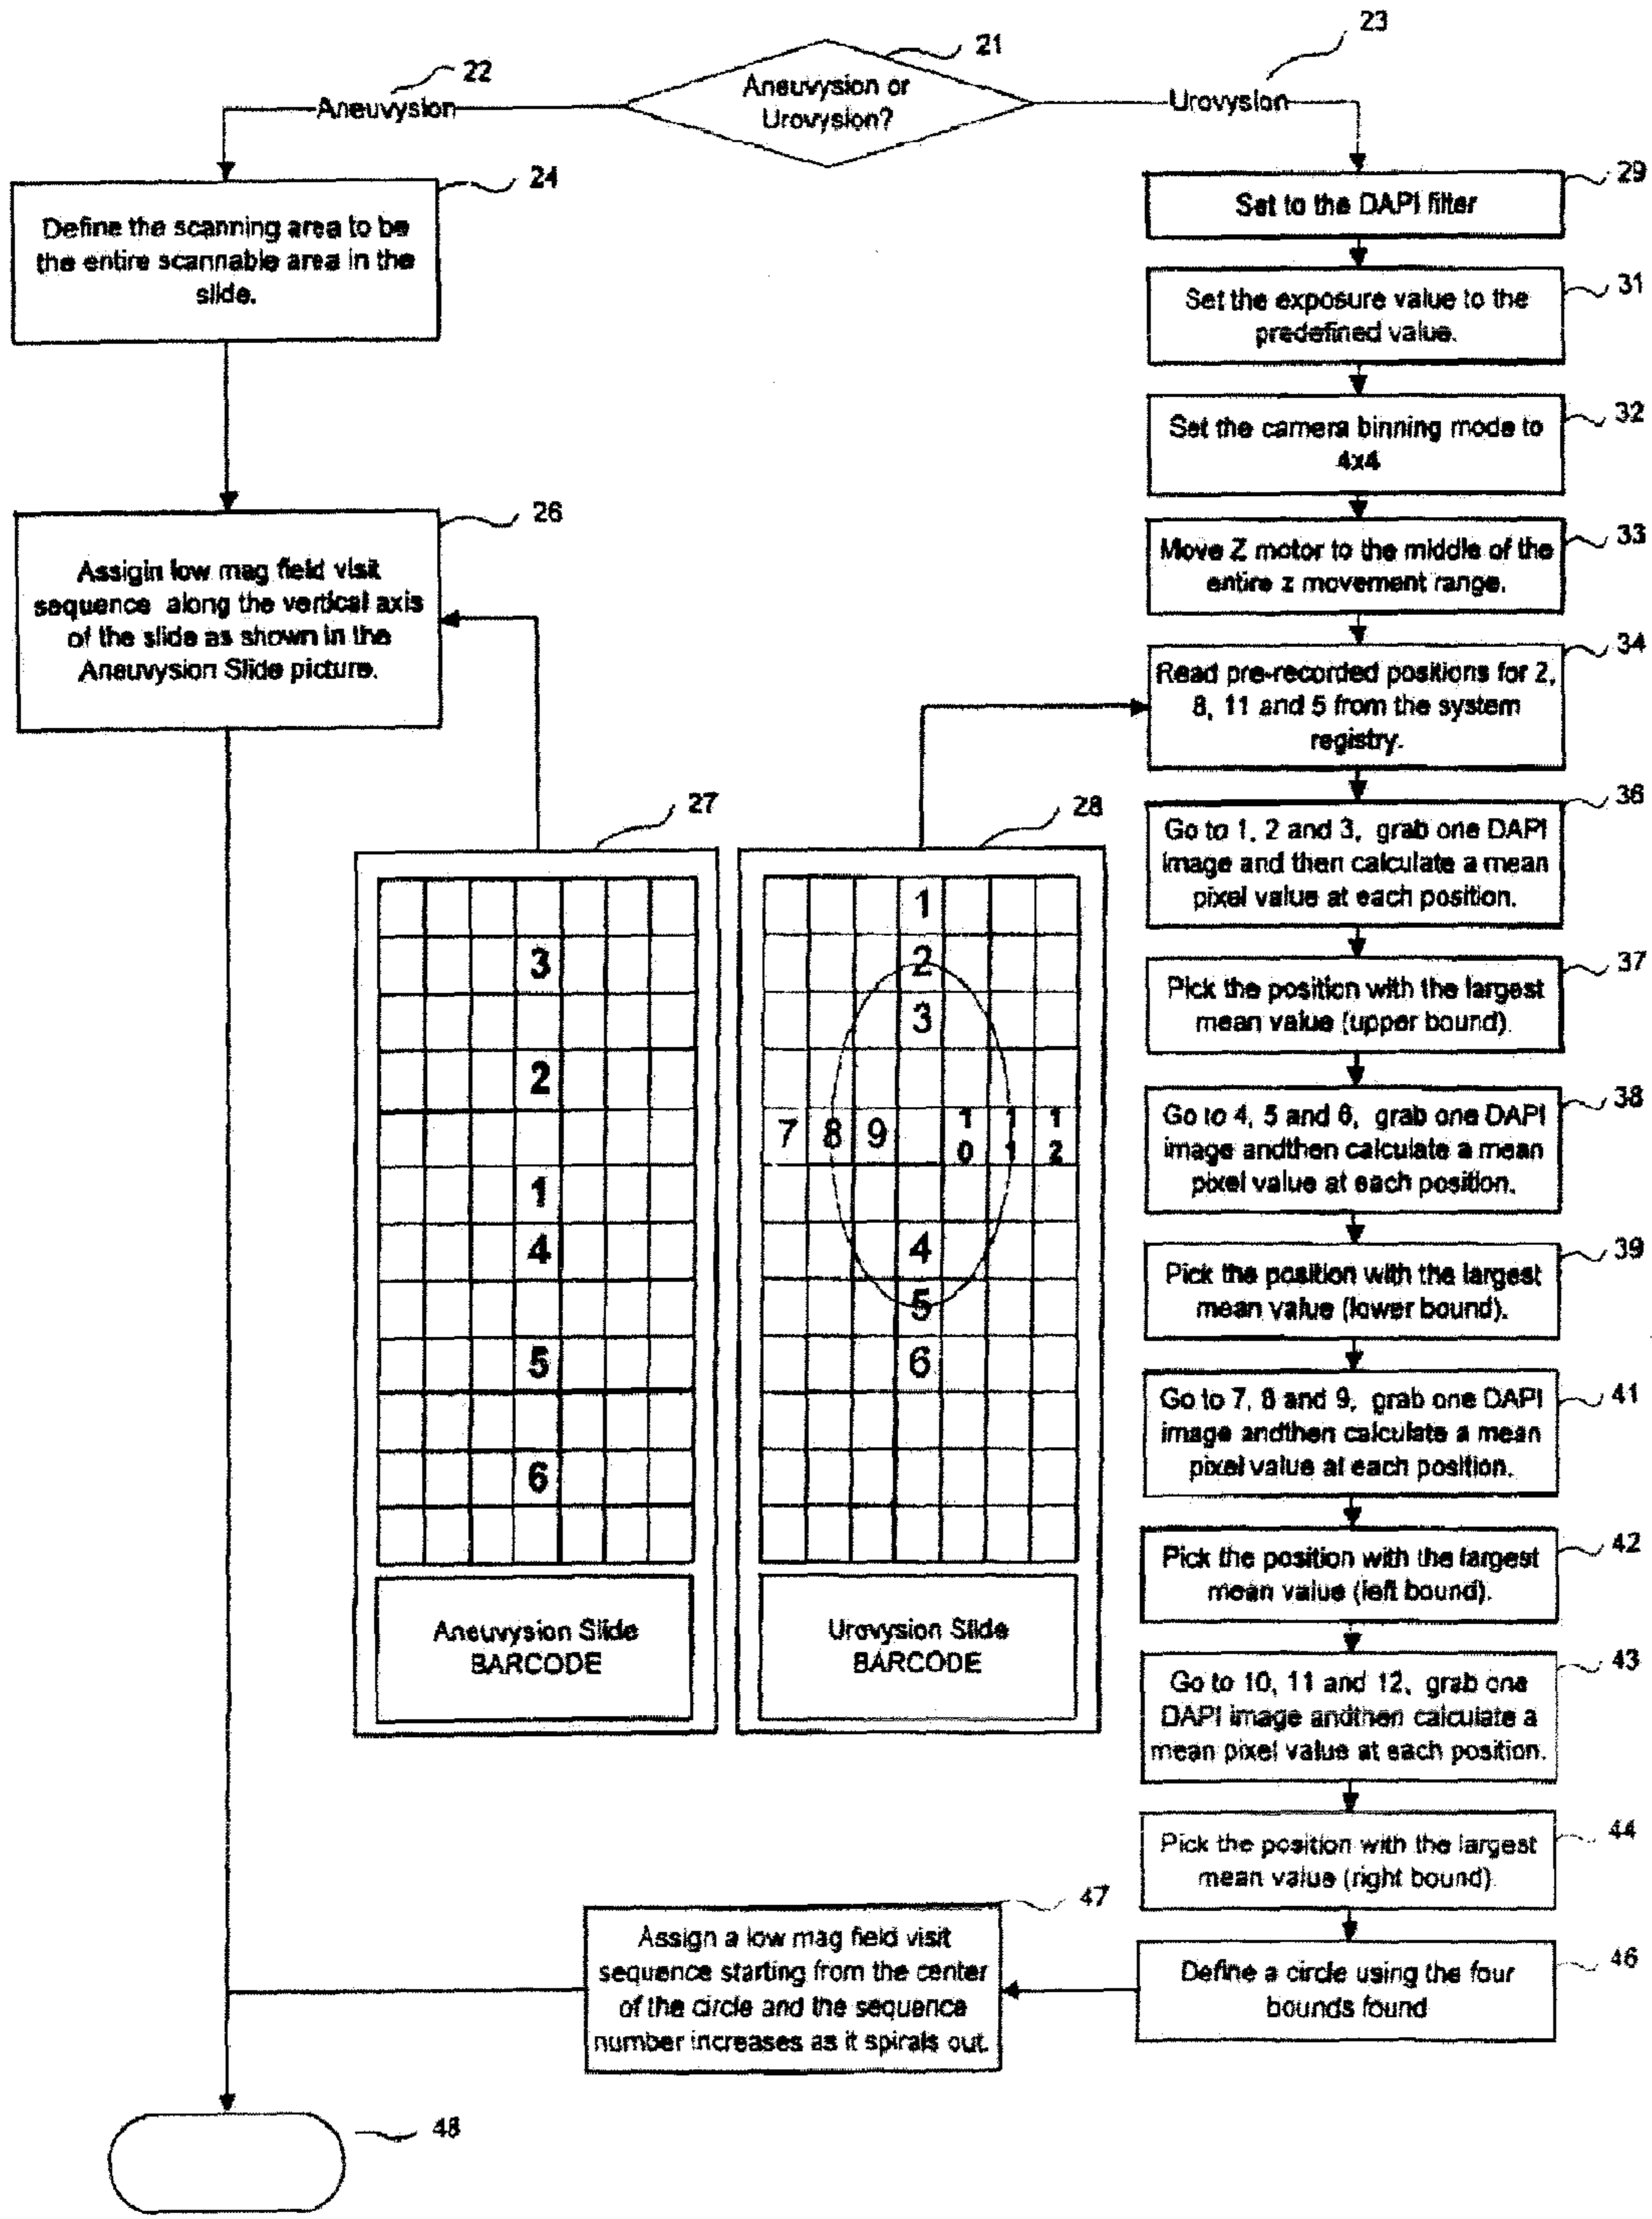 23
21
22
Aneuvysion or
Urovysion?
Aneuvysion
Urovysion
24
29
Define the scanning area to be
the entire scannable area in the
slide.
Set to the DAPI filter
31
Set the exposure value to the
predefined value.
32
Set the camera binning mode to
4x4
26
33
Assigin low mag field visit
sequence along the vertical axis
of the slide as shown in the
Aneuvysion Slide picture.
Move Z motor to the middle of the
entire z movement range.
34
Read pre-recorded positions for 2,
8, 11 and 5 from the system
registry.
27
28
36
Go to 1, 2 and 3, grab one DAPI
image and then calculate a mean
pixel value at each position.
37
Pick the position with the largest
mean value (upper bound).
38
Go to 4, 5 and 6, grab one DAPI
image andthen calculate a mean
pixel value at each position.
39
Pick the position with the largest
mean value (lower bound).
41
Go to 7, 8 and 9, grab one DAPI
image andthen calculate a mean
pixel value at each position.
42
Pick the position with the largest
mean value (left bound).
43
Go to 10, 11 and 12, grab one
DAPI image andthen calculate a
mean pixel value at each position.
44
Pick the position with the largest
mean value (right bound)
46
Define a circle using the four
bounds found
3
2
1
4
5
6
Aneuvysion Slide
BARCODE
1
2
3
7 8 9 10 11 12
4
5
6
Urovysion Slide
BARCODE
47
Assign a low mag field visit
sequence starting from the center
of the circle and the sequence
number increases as it spirals out.
48